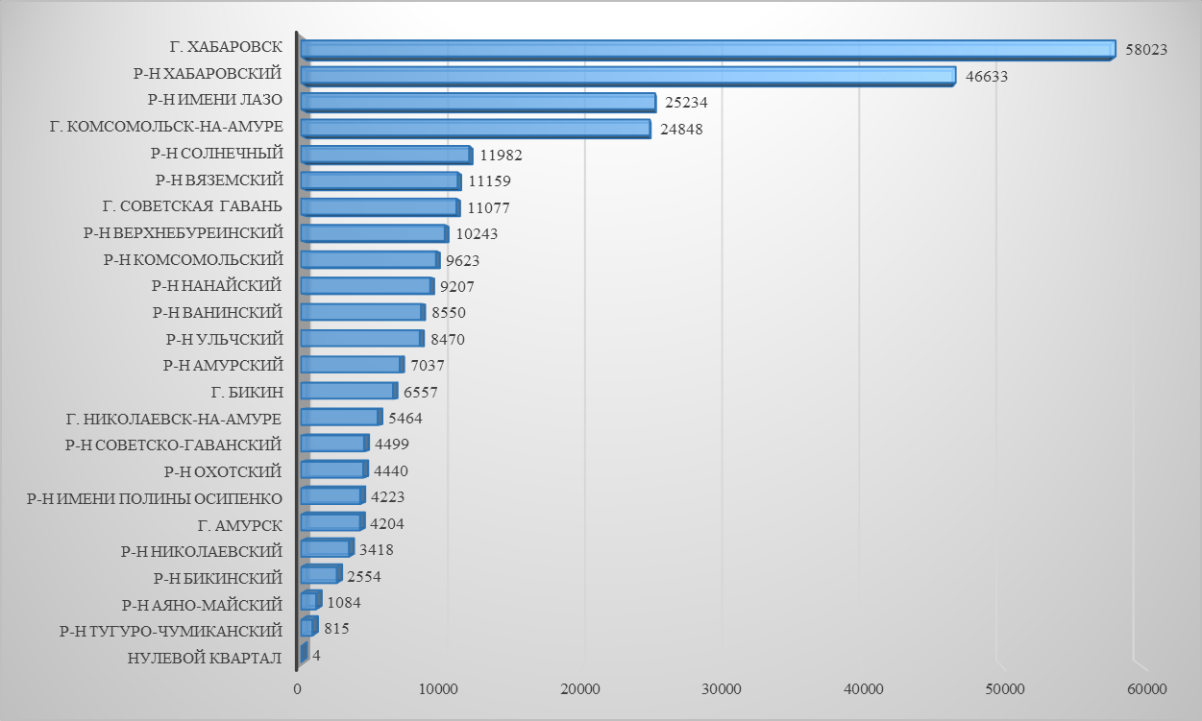 Г. ХАБАРОВСК 58023
Р-Н ХАБАРОВСКИЙ 46633
Р-Н ИМЕНИ ЛАЗО 25234
Г. КОМСОМОЛЬСК-НА-АМУРЕ 24848
Р-Н СОЛНЕЧНЫЙ 11982
Р-Н ВЯЗЕМСКИЙ 11159
Г. СОВЕТСКАЯ ГАВАНЬ 11077
Р-Н ВЕРХНЕБУРЕИНСКИЙ 10243
Р-Н КОМСОМОЛЬСКИЙ 9623
Р-Н НАНАЙСКИЙ 9207
Р-Н ВАНИНСКИЙ 8550
Р-Н УЛЬЧСКИЙ 8470
Р-Н АМУРСКИЙ 7037
Г. БИКИН 6557
Г. НИКОЛАЕВСК-НА-АМУРЕ 5464
Р-Н СОВЕТСКО-ГАВАНСКИЙ 4499
Р-Н ОХОТСКИЙ 4440
Р-Н ИМЕНИ ПОЛИНЫ ОСИПЕНКО 4223
Г. АМУРСК 4204
Р-Н НИКОЛАЕВСКИЙ 3418
Р-Н БИКИНСКИЙ 2554
Р-Н АЯНО-МАЙСКИЙ 1084
Р-Н ТУГУРО-ЧУМИКАНСКИЙ 815
НУЛЕВОЙ КВАРТАЛ 4
0 10000 20000 30000 40000 50000 60000